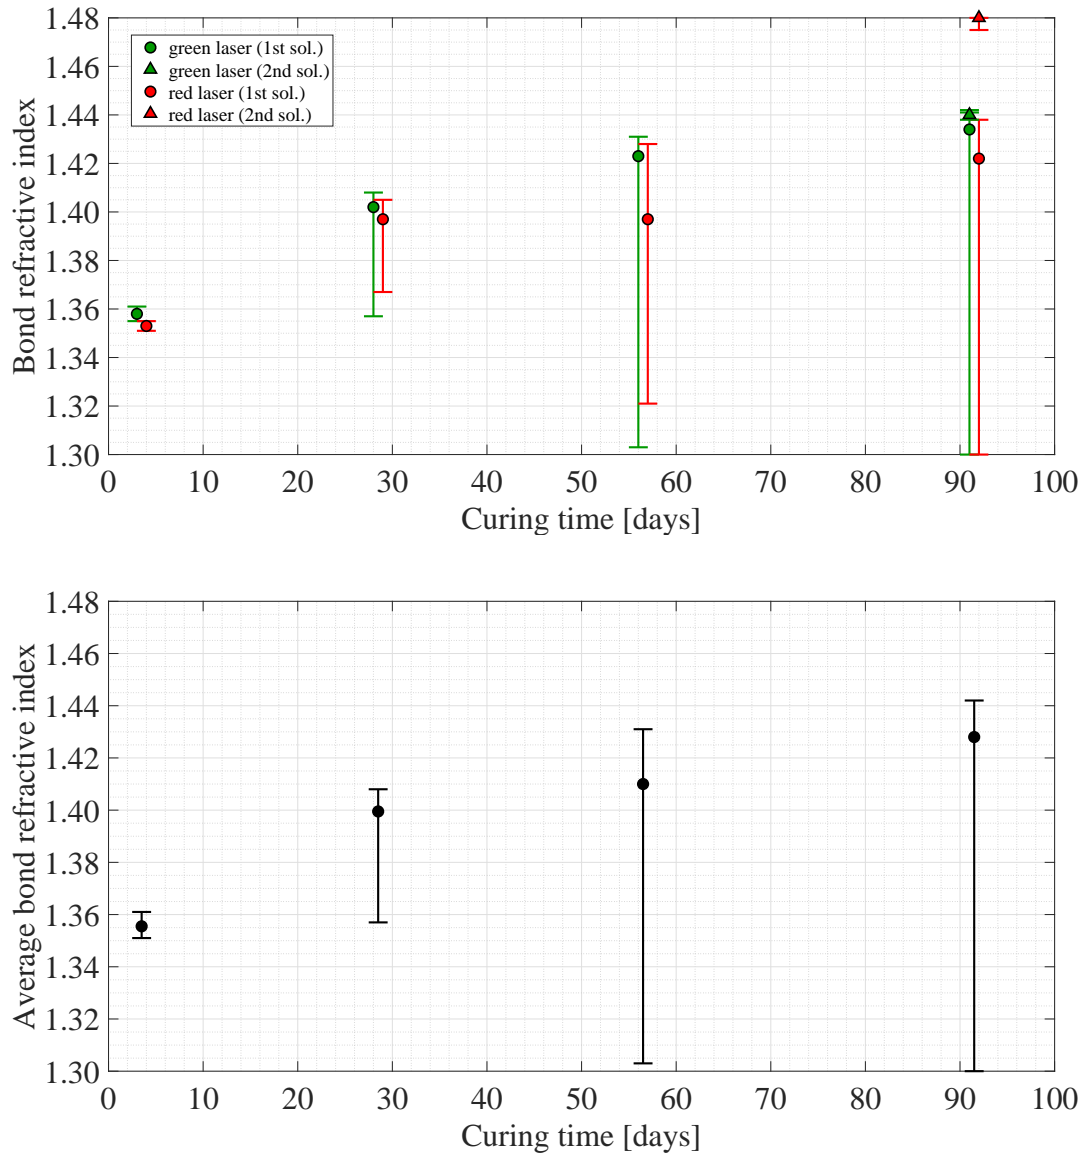 1.48
1.46
1.44
1.42
1.40
1.38
1.36
1.34
1.32
1.30
Bond refractive index
green laser (1st sol.)
green laser (2nd sol.)
red laser (1st sol.)
red laser (2nd sol.)
0 10 20 30 40 50 60 70 80 90 100
Curing time [days]
1.48
1.46
1.44
1.42
1.40
1.38
1.36
1.34
1.32
1.30
Average bond refractive index
0 10 20 30 40 50 60 70 80 90 100
Curing time [days]